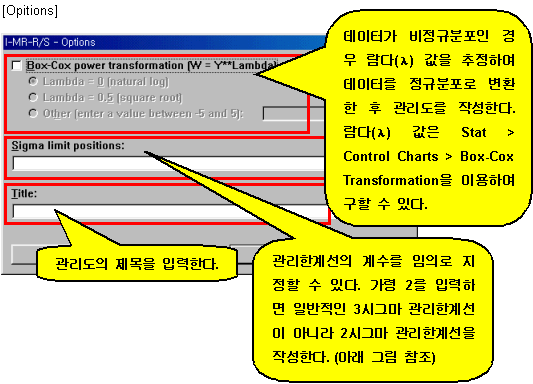 [Opitions]
I-MR-R/S - Options
Box-Cox power transformation (W = Y**Lambda)
Lambda = 0 (natural log)
Lambda = 0.5 (square root)
Other (enter a value between -5 and 5):
Sigma limit positions:
Title:
데이터가 비정규분포인 경
우 람다(λ) 값을 추정하여
데이터를 정규분포로 변환
한 후 관리도를 작성한다.
람다(λ) 값은 Stat >
Control Charts > Box-Cox
Transformation을 이용하여
구할 수 있다.
관리도의 제목을 입력한다.
관리한계선의 계수를 임의로 지
정할 수 있다. 가령 2를 입력하
면 일반적인 3시그마 관리한계선
이 아니라 2시그마 관리한계선을
작성한다. (아래 그림 참조)